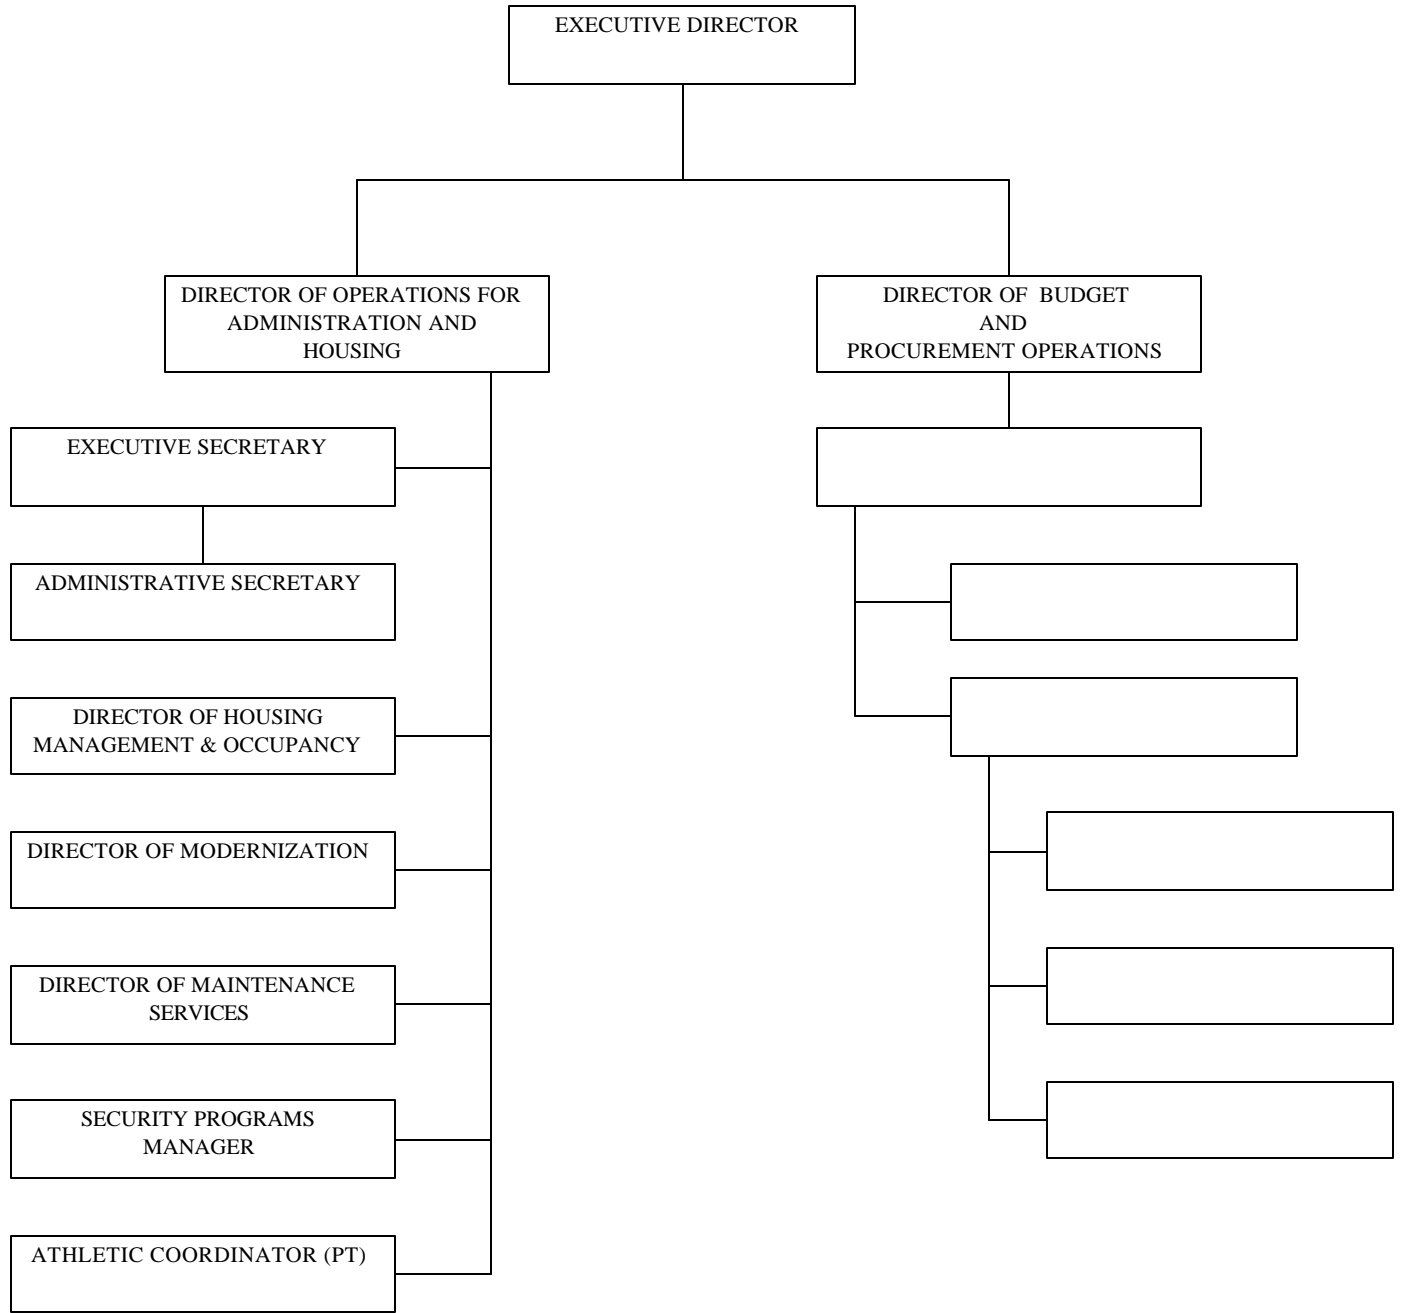 EXECUTIVE DIRECTOR
DIRECTOR OF OPERATIONS FOR
ADMINISTRATION AND
HOUSING
DIRECTOR OF BUDGET
AND
PROCUREMENT OPERATIONS
EXECUTIVE SECRETARY
ADMINISTRATIVE SECRETARY
DIRECTOR OF HOUSING
MANAGEMENT & OCCUPANCY
DIRECTOR OF MODERNIZATION
DIRECTOR OF MAINTENANCE
SERVICES
SECURITY PROGRAMS
MANAGER
ATHLETIC COORDINATOR (PT)